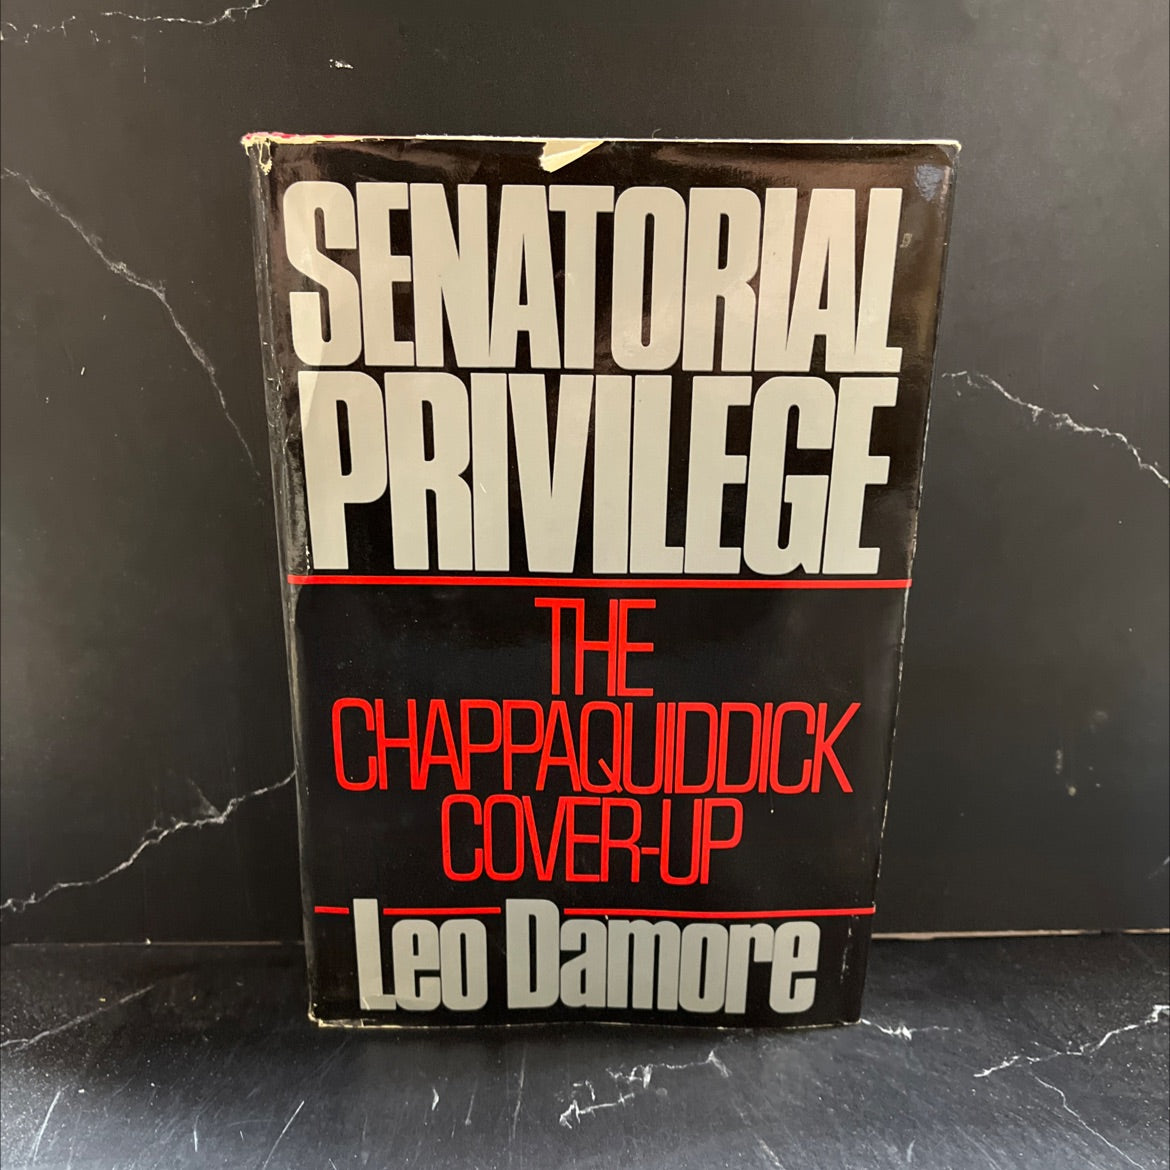 SENATORIAL
PRIVILEGE
THE
CHAPPAQUIDDICK
COVER-UP
Leo Damore